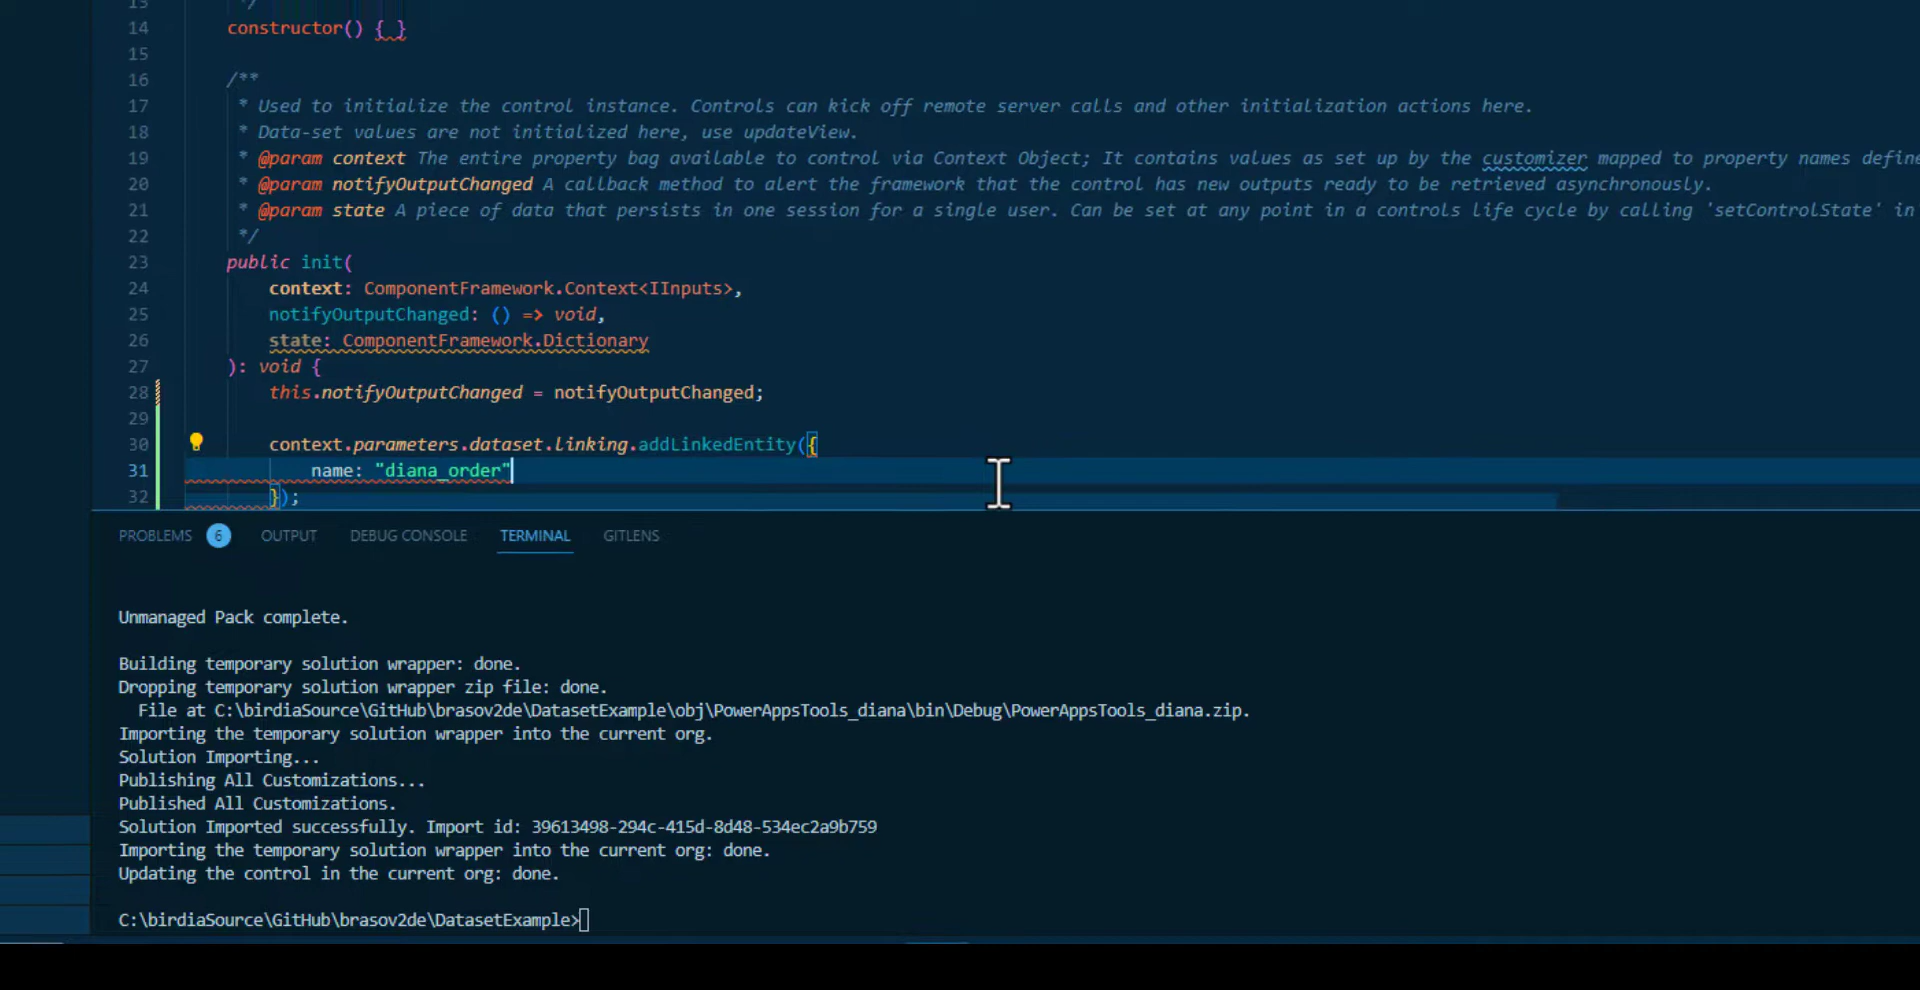 13 */
14 constructor() { }
15
16 /**
17 * Used to initialize the control instance. Controls can kick off remote server calls and other initialization actions here.
18 * Data-set values are not initialized here, use updateView.
19 * @param context The entire property bag available to control via Context Object; It contains values as set up by the customizer mapped to property names define
20 * @param notifyOutputChanged A callback method to alert the framework that the control has new outputs ready to be retrieved asynchronously.
21 * @param state A piece of data that persists in one session for a single user. Can be set at any point in a controls life cycle by calling 'setControlState' in
22 */
23 public init(
24 context: ComponentFramework.Context<IInputs>,
25 notifyOutputChanged: () => void,
26 state: ComponentFramework.Dictionary
27 ): void {
28 this.notifyOutputChanged = notifyOutputChanged;
29
30 context.parameters.dataset.linking.addLinkedEntity({
31 name: "diana_order"
32 });
PROBLEMS 6 OUTPUT DEBUG CONSOLE TERMINAL GITLENS
Unmanaged Pack complete.
Building temporary solution wrapper: done.
Dropping temporary solution wrapper zip file: done.
File at C:\birdiaSource\GitHub\brasov2de\DatasetExample\obj\PowerAppsTools_diana\bin\Debug\PowerAppsTools_diana.zip.
Importing the temporary solution wrapper into the current org.
Solution Importing...
Publishing All Customizations...
Published All Customizations.
Solution Imported successfully. Import id: 39613498-294c-415d-8d48-534ec2a9b759
Importing the temporary solution wrapper into the current org: done.
Updating the control in the current org: done.
C:\birdiaSource\GitHub\brasov2de\DatasetExample>